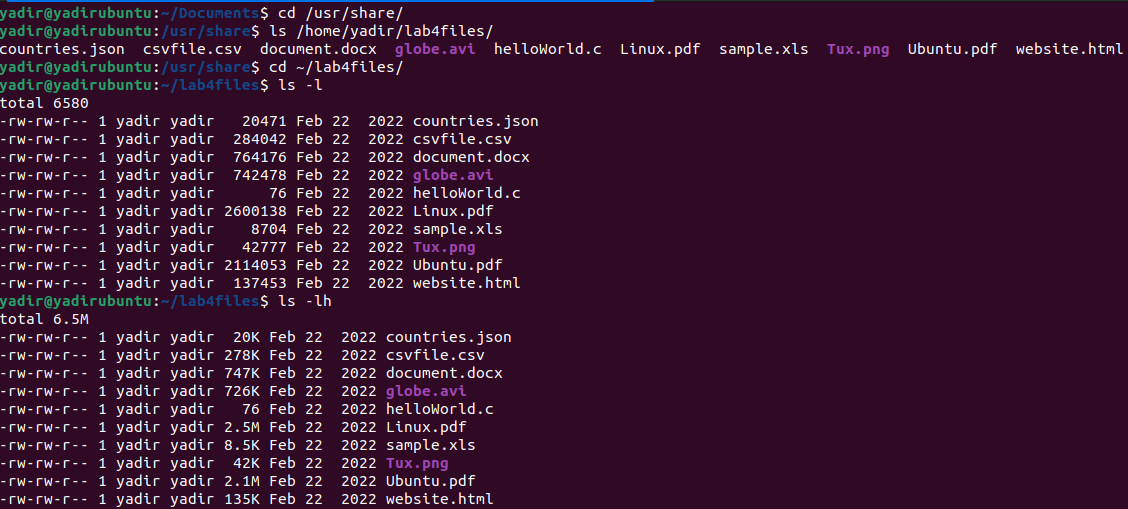 yadir@yadirubuntu:~/Documents$ cd /usr/share/
yadir@yadirubuntu:/usr/share$ ls /home/yadir/lab4files/
countries.json  csvfile.csv  document.docx  globe.avi  helloWorld.c  Linux.pdf  sample.xls  Tux.png  Ubuntu.pdf  website.html
yadir@yadirubuntu:/usr/share$ cd ~/lab4files/
yadir@yadirubuntu:~/lab4files$ ls -l
total 6580
-rw-rw-r-- 1 yadir yadir   20471 Feb 22  2022 countries.json
-rw-rw-r-- 1 yadir yadir  284042 Feb 22  2022 csvfile.csv
-rw-rw-r-- 1 yadir yadir  764176 Feb 22  2022 document.docx
-rw-rw-r-- 1 yadir yadir  742478 Feb 22  2022 globe.avi
-rw-rw-r-- 1 yadir yadir      76 Feb 22  2022 helloWorld.c
-rw-rw-r-- 1 yadir yadir 2600138 Feb 22  2022 Linux.pdf
-rw-rw-r-- 1 yadir yadir    8704 Feb 22  2022 sample.xls
-rw-rw-r-- 1 yadir yadir   42777 Feb 22  2022 Tux.png
-rw-rw-r-- 1 yadir yadir 2114053 Feb 22  2022 Ubuntu.pdf
-rw-rw-r-- 1 yadir yadir  137453 Feb 22  2022 website.html
yadir@yadirubuntu:~/lab4files$ ls -lh
total 6.5M
-rw-rw-r-- 1 yadir yadir  20K Feb 22  2022 countries.json
-rw-rw-r-- 1 yadir yadir 278K Feb 22  2022 csvfile.csv
-rw-rw-r-- 1 yadir yadir 747K Feb 22  2022 document.docx
-rw-rw-r-- 1 yadir yadir 726K Feb 22  2022 globe.avi
-rw-rw-r-- 1 yadir yadir   76 Feb 22  2022 helloWorld.c
-rw-rw-r-- 1 yadir yadir 2.5M Feb 22  2022 Linux.pdf
-rw-rw-r-- 1 yadir yadir 8.5K Feb 22  2022 sample.xls
-rw-rw-r-- 1 yadir yadir  42K Feb 22  2022 Tux.png
-rw-rw-r-- 1 yadir yadir 2.1M Feb 22  2022 Ubuntu.pdf
-rw-rw-r-- 1 yadir yadir 135K Feb 22  2022 website.html